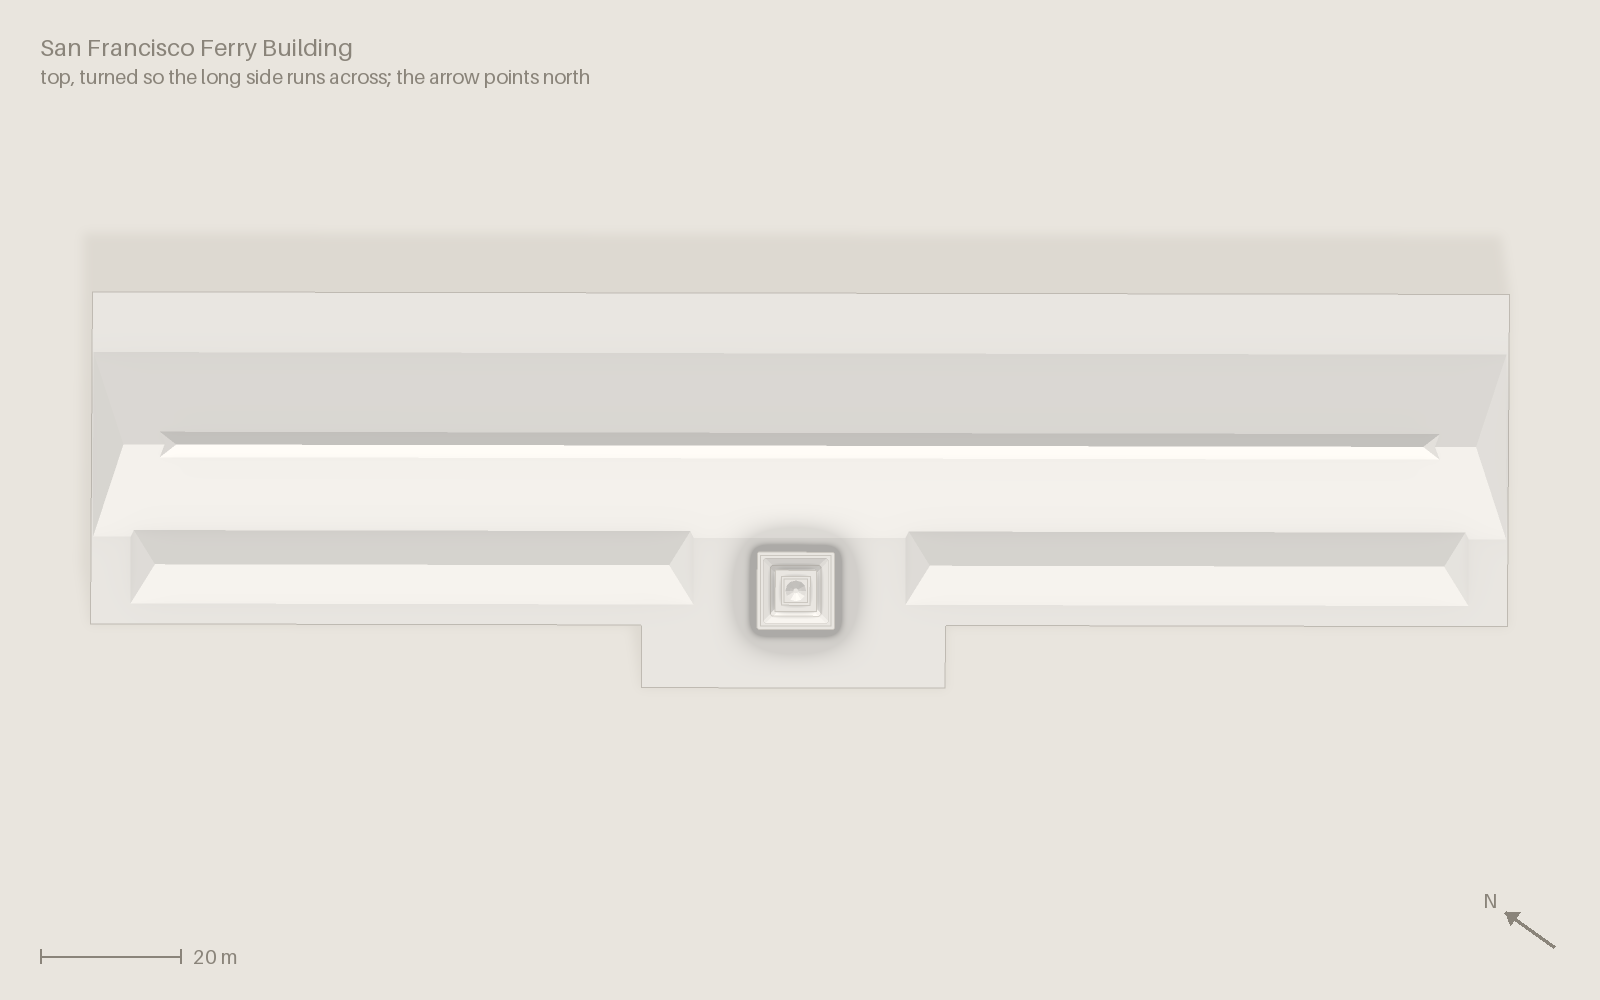 San Francisco Ferry Building
top, turned so the long side runs across; the arrow points north
N
20 m